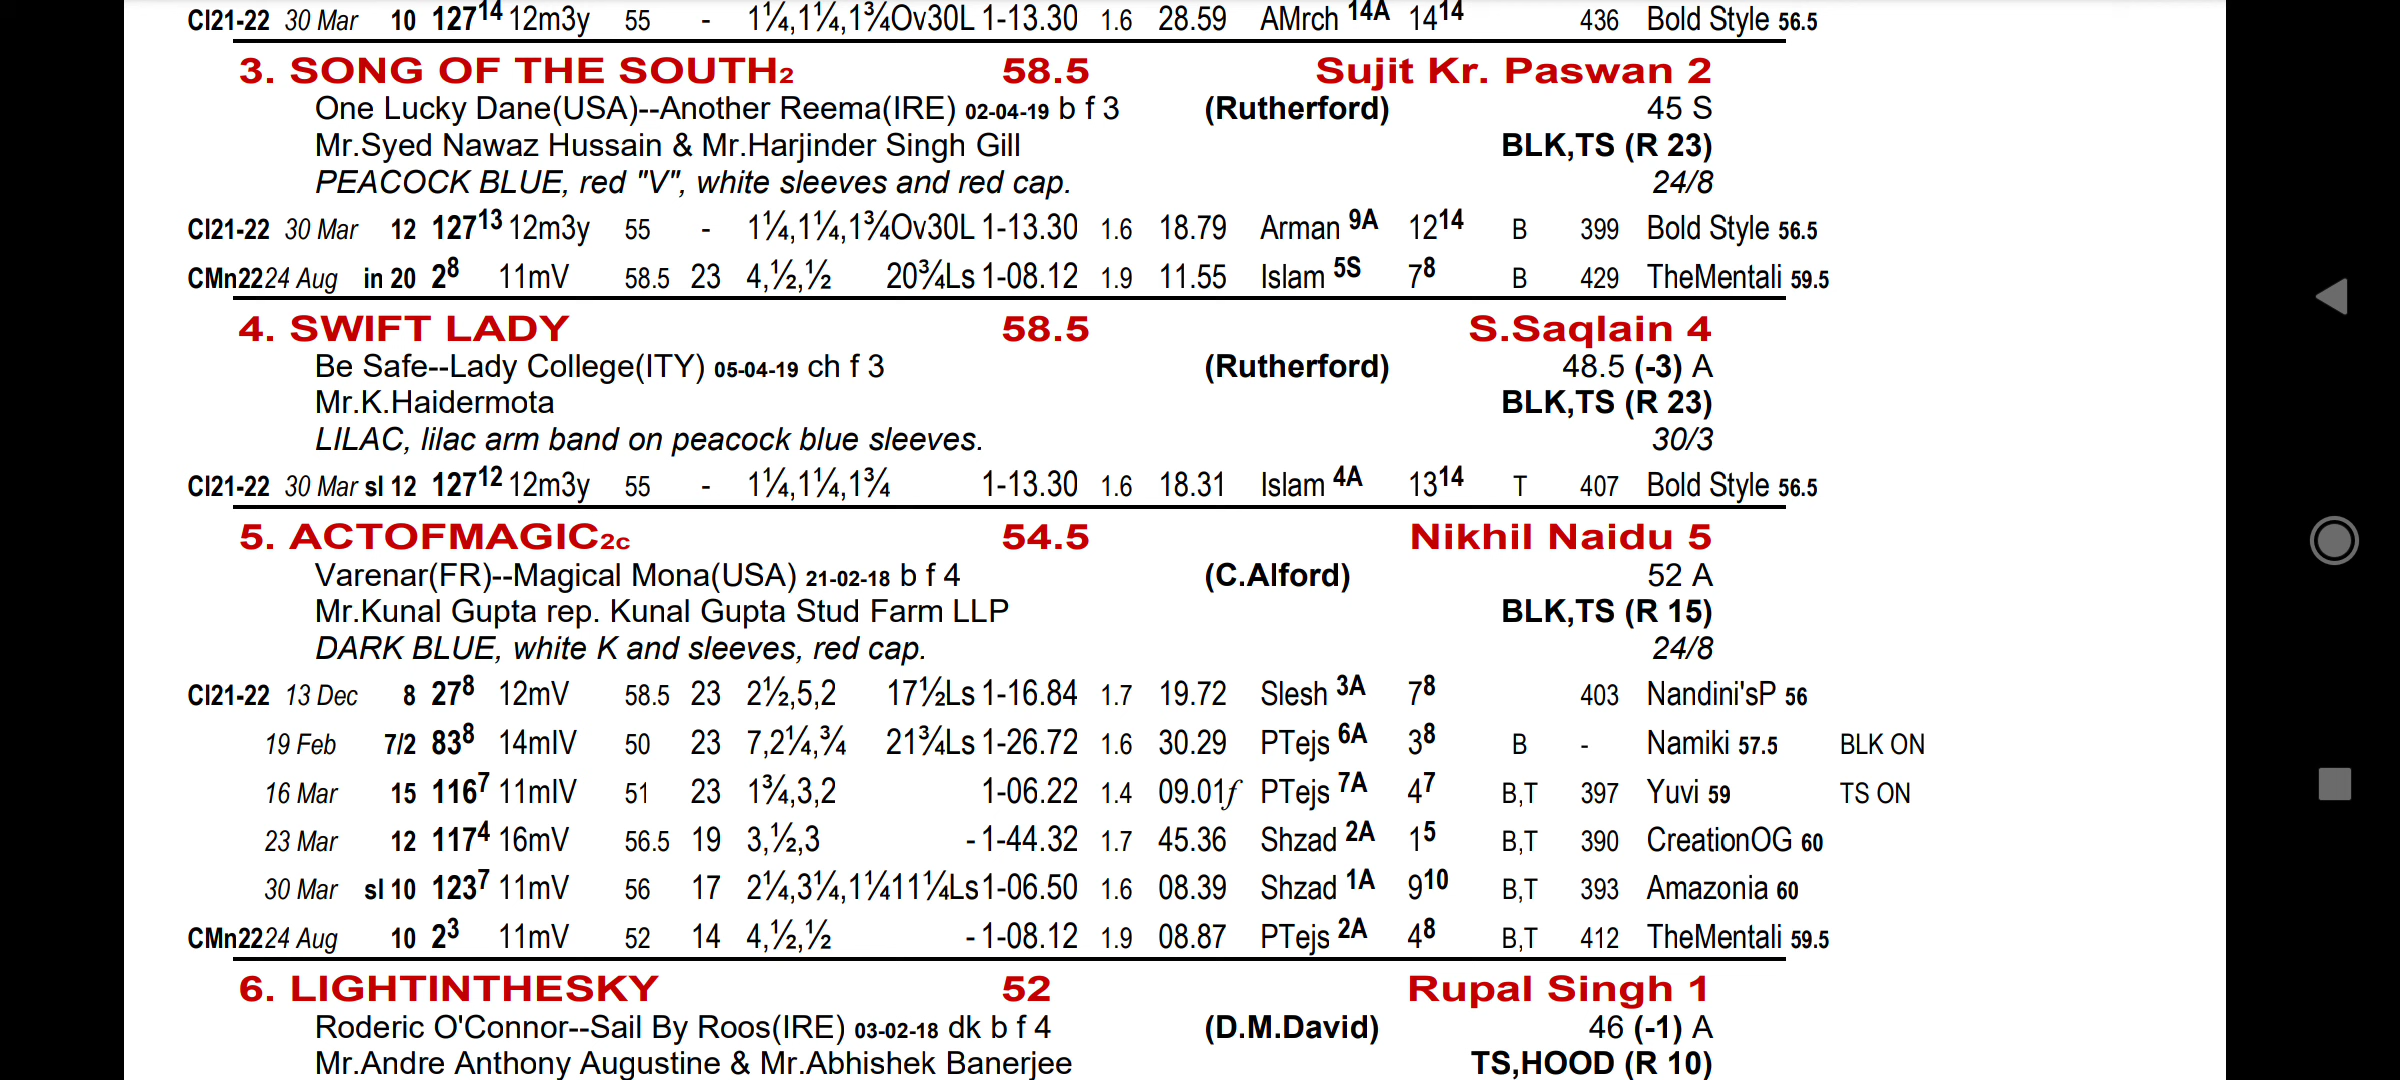 CI21-22 30 Mar 10 127¹⁴ 12m3y 55 - 1¼,1¼,1¾Ov30L 1-13.30 1.6 28.59 AMrch 14A 14¹⁴ 436 Bold Style 56.5
3. SONG OF THE SOUTH2 58.5 Sujit Kr. Paswan 2
One Lucky Dane(USA)--Another Reema(IRE) 02-04-19 b f 3 (Rutherford) 45 S
Mr.Syed Nawaz Hussain & Mr.Harjinder Singh Gill BLK,TS (R 23)
PEACOCK BLUE, red "V", white sleeves and red cap. 24/8
CI21-22 30 Mar 12 127¹³ 12m3y 55 - 1¼,1¼,1¾Ov30L 1-13.30 1.6 18.79 Arman 9A 12¹⁴ B 399 Bold Style 56.5
CMn22 24 Aug in 20 2⁸ 11mV 58.5 23 4,½,½ 20¾Ls 1-08.12 1.9 11.55 Islam 5S 7⁸ B 429 TheMentali 59.5
4. SWIFT LADY 58.5 S.Saqlain 4
Be Safe--Lady College(ITY) 05-04-19 ch f 3 (Rutherford) 48.5 (-3) A
Mr.K.Haidermota BLK,TS (R 23)
LILAC, lilac arm band on peacock blue sleeves. 30/3
CI21-22 30 Mar sl 12 127¹² 12m3y 55 - 1¼,1¼,1¾ 1-13.30 1.6 18.31 Islam 4A 13¹⁴ T 407 Bold Style 56.5
5. ACTOFMAGIC2c 54.5 Nikhil Naidu 5
Varenar(FR)--Magical Mona(USA) 21-02-18 b f 4 (C.Alford) 52 A
Mr.Kunal Gupta rep. Kunal Gupta Stud Farm LLP BLK,TS (R 15)
DARK BLUE, white K and sleeves, red cap. 24/8
CI21-22 13 Dec 8 27⁸ 12mV 58.5 23 2½,5,2 17½Ls 1-16.84 1.7 19.72 Slesh 3A 7⁸ 403 Nandini'sP 56
19 Feb 7/2 83⁸ 14mIV 50 23 7,2¼,¾ 21¾Ls 1-26.72 1.6 30.29 PTejs 6A 3⁸ B - Namiki 57.5 BLK ON
16 Mar 15 116⁷ 11mIV 51 23 1¾,3,2 1-06.22 1.4 09.01f PTejs 7A 4⁷ B,T 397 Yuvi 59 TS ON
23 Mar 12 117⁴ 16mV 56.5 19 3,½,3 - 1-44.32 1.7 45.36 Shzad 2A 1⁵ B,T 390 CreationOG 60
30 Mar sl 10 123⁷ 11mV 56 17 2¼,3¼,1¼ 11¼Ls 1-06.50 1.6 08.39 Shzad 1A 9¹⁰ B,T 393 Amazonia 60
CMn22 24 Aug 10 2³ 11mV 52 14 4,½,½ - 1-08.12 1.9 08.87 PTejs 2A 4⁸ B,T 412 TheMentali 59.5
6. LIGHTINTHESKY 52 Rupal Singh 1
Roderic O'Connor--Sail By Roos(IRE) 03-02-18 dk b f 4 (D.M.David) 46 (-1) A
Mr.Andre Anthony Augustine & Mr.Abhishek Banerjee TS,HOOD (R 10)